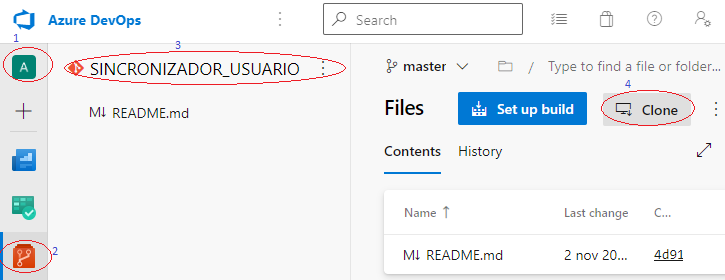 Azure DevOps
Search
1
A
3
SINCRONIZADOR_USUARIO
README.md
2
master
/ Type to find a file or folder...
4
Files
Set up build
Clone
Contents
History
Name ↑ Last change C...
M↓ README.md 2 nov 20... 4d91